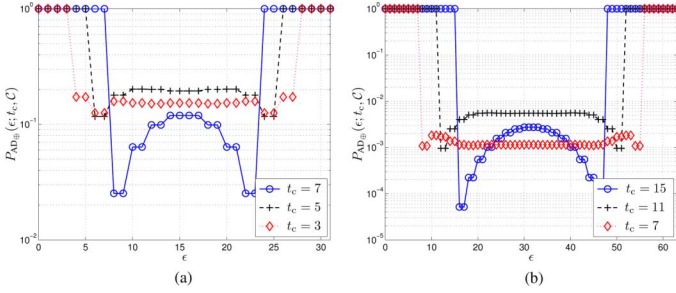 10^0
10^-1
10^-2
P_AD⊕(ϵ; t_c, C)
0 5 10 15 20 25 30
ϵ
t_c = 7
t_c = 5
t_c = 3
(a)
10^0
10^-1
10^-2
10^-3
10^-4
10^-5
P_AD⊕(ϵ; t_c, C)
0 10 20 30 40 50 60
ϵ
t_c = 15
t_c = 11
t_c = 7
(b)